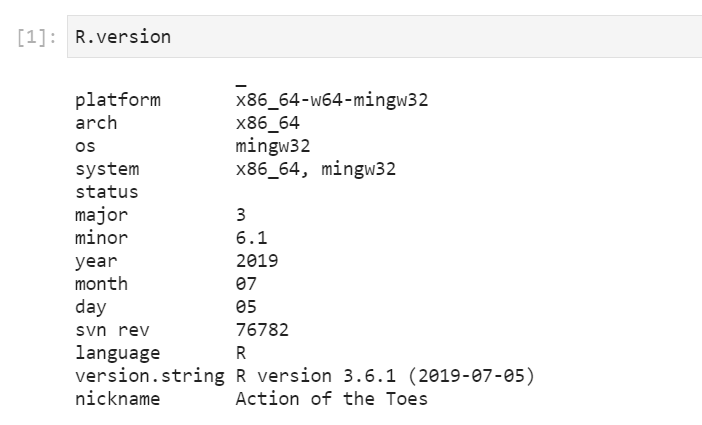 [1]: R.version
_
platform x86_64-w64-mingw32
arch x86_64
os mingw32
system x86_64, mingw32
status
major 3
minor 6.1
year 2019
month 07
day 05
svn rev 76782
language R
version.string R version 3.6.1 (2019-07-05)
nickname Action of the Toes